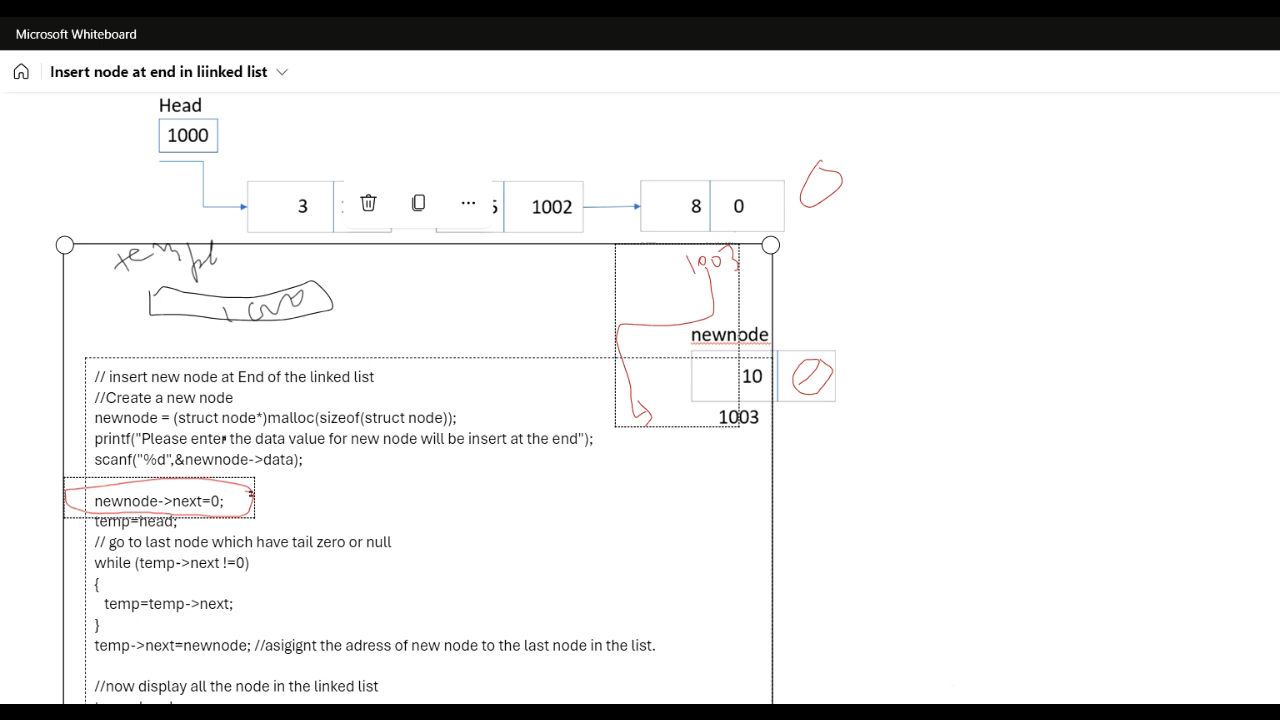 Microsoft Whiteboard
Insert node at end in liinked list
Head
1000
3 5 1002 8 0
1003
1000
newnode
10
1003
// insert new node at End of the linked list
//Create a new node
newnode = (struct node*)malloc(sizeof(struct node));
printf("Please enter the data value for new node will be insert at the end");
scanf("%d",&newnode->data);
newnode->next=0;
temp=head;
// go to last node which have tail zero or null
while (temp->next !=0)
{
temp=temp->next;
}
temp->next=newnode; //asigignt the adress of new node to the last node in the list.
//now display all the node in the linked list